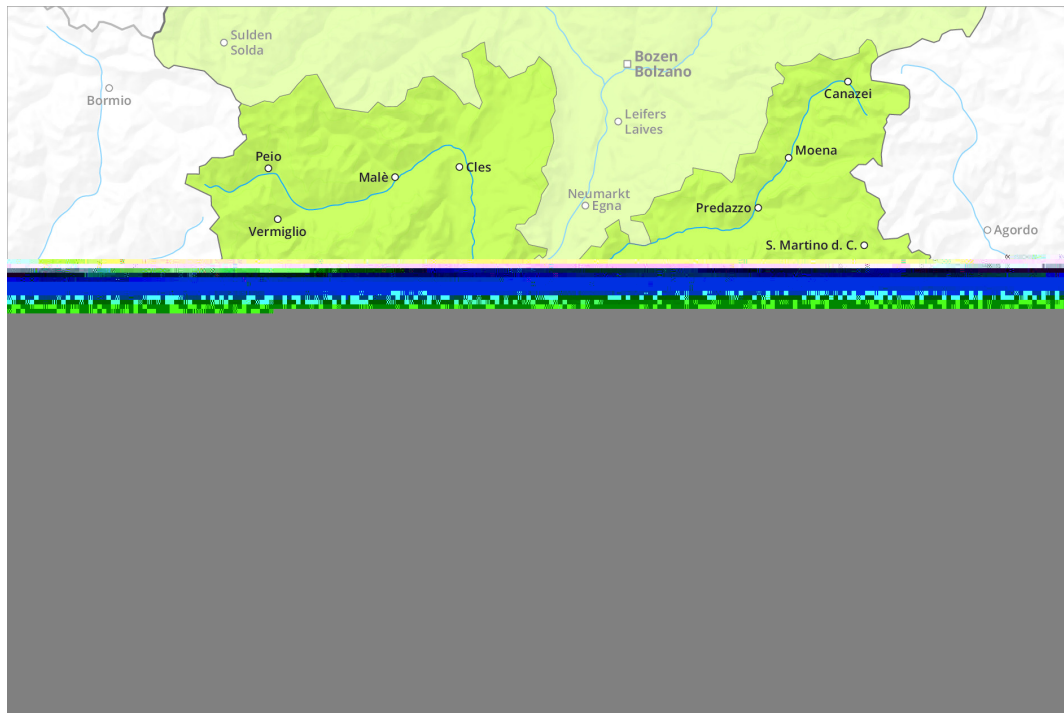 Sulden
Solda
Bozen
Bolzano
Bormio
Canazei
Leifers
Laives
Moena
Peio
Malè
Cles
Neumarkt
Egna
Predazzo
Vermiglio
S. Martino d. C.
Agordo